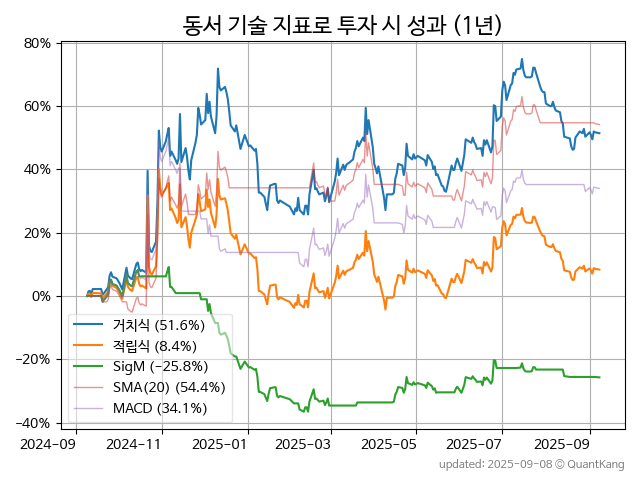 동서 기술 지표로 투자 시 성과 (1년)
80%
60%
40%
20%
0%
−20%
−40%
거치식 (51.6%)
적립식 (8.4%)
SigM (−25.8%)
SMA(20) (54.4%)
MACD (34.1%)
2024-09 2024-11 2025-01 2025-03 2025-05 2025-07 2025-09
updated: 2025-09-08 © QuantKang